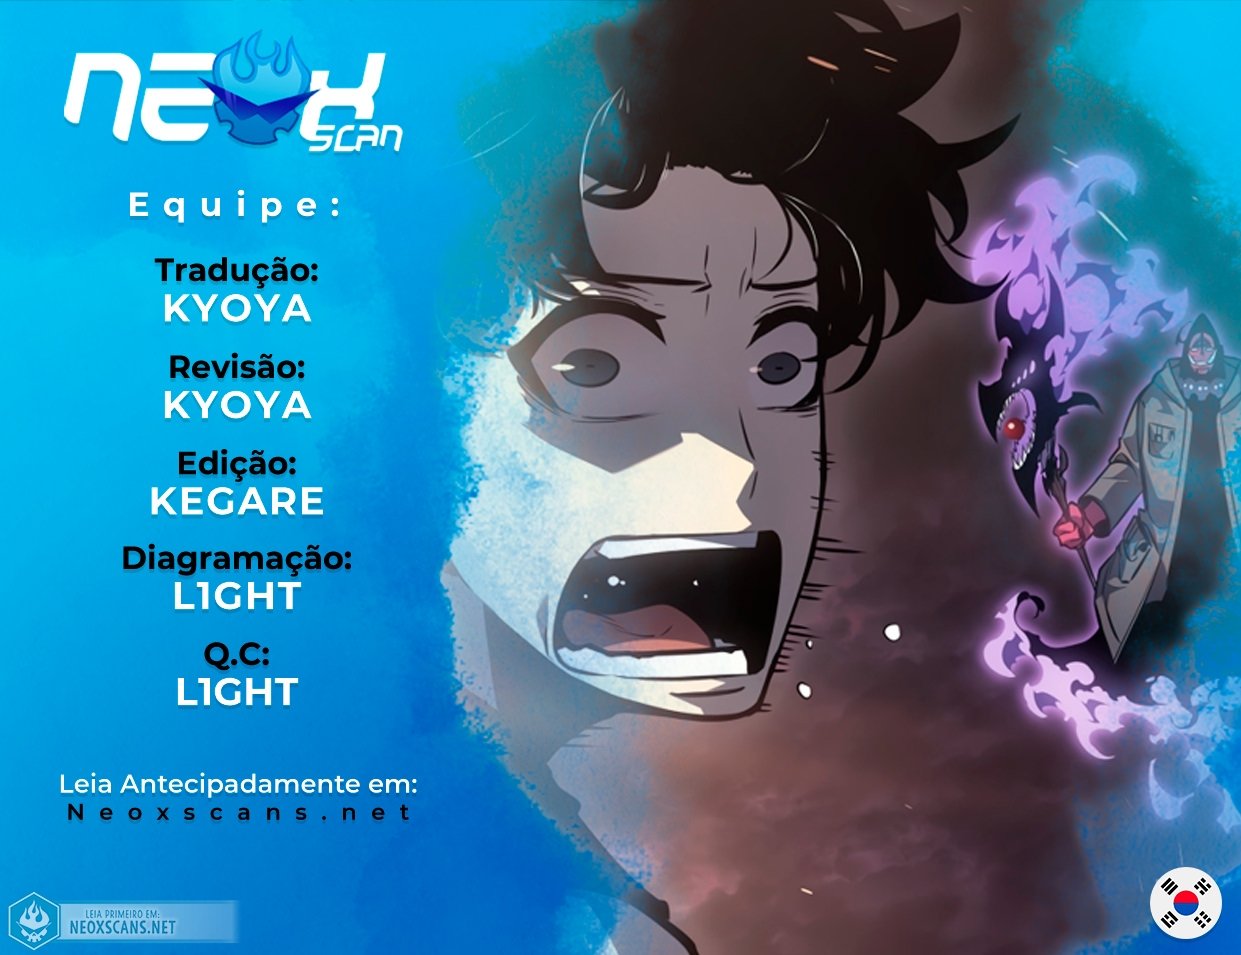 NEOX
SCAN
Equipe:
Tradução:
KYOYA
Revisão:
KYOYA
Edição:
KEGARE
Diagramação:
L1GHT
Q.C:
L1GHT
Leia Antecipadamente em:
Neoxscans.net
LEIA PRIMEIRO EM:
NEOXSCANS.NET